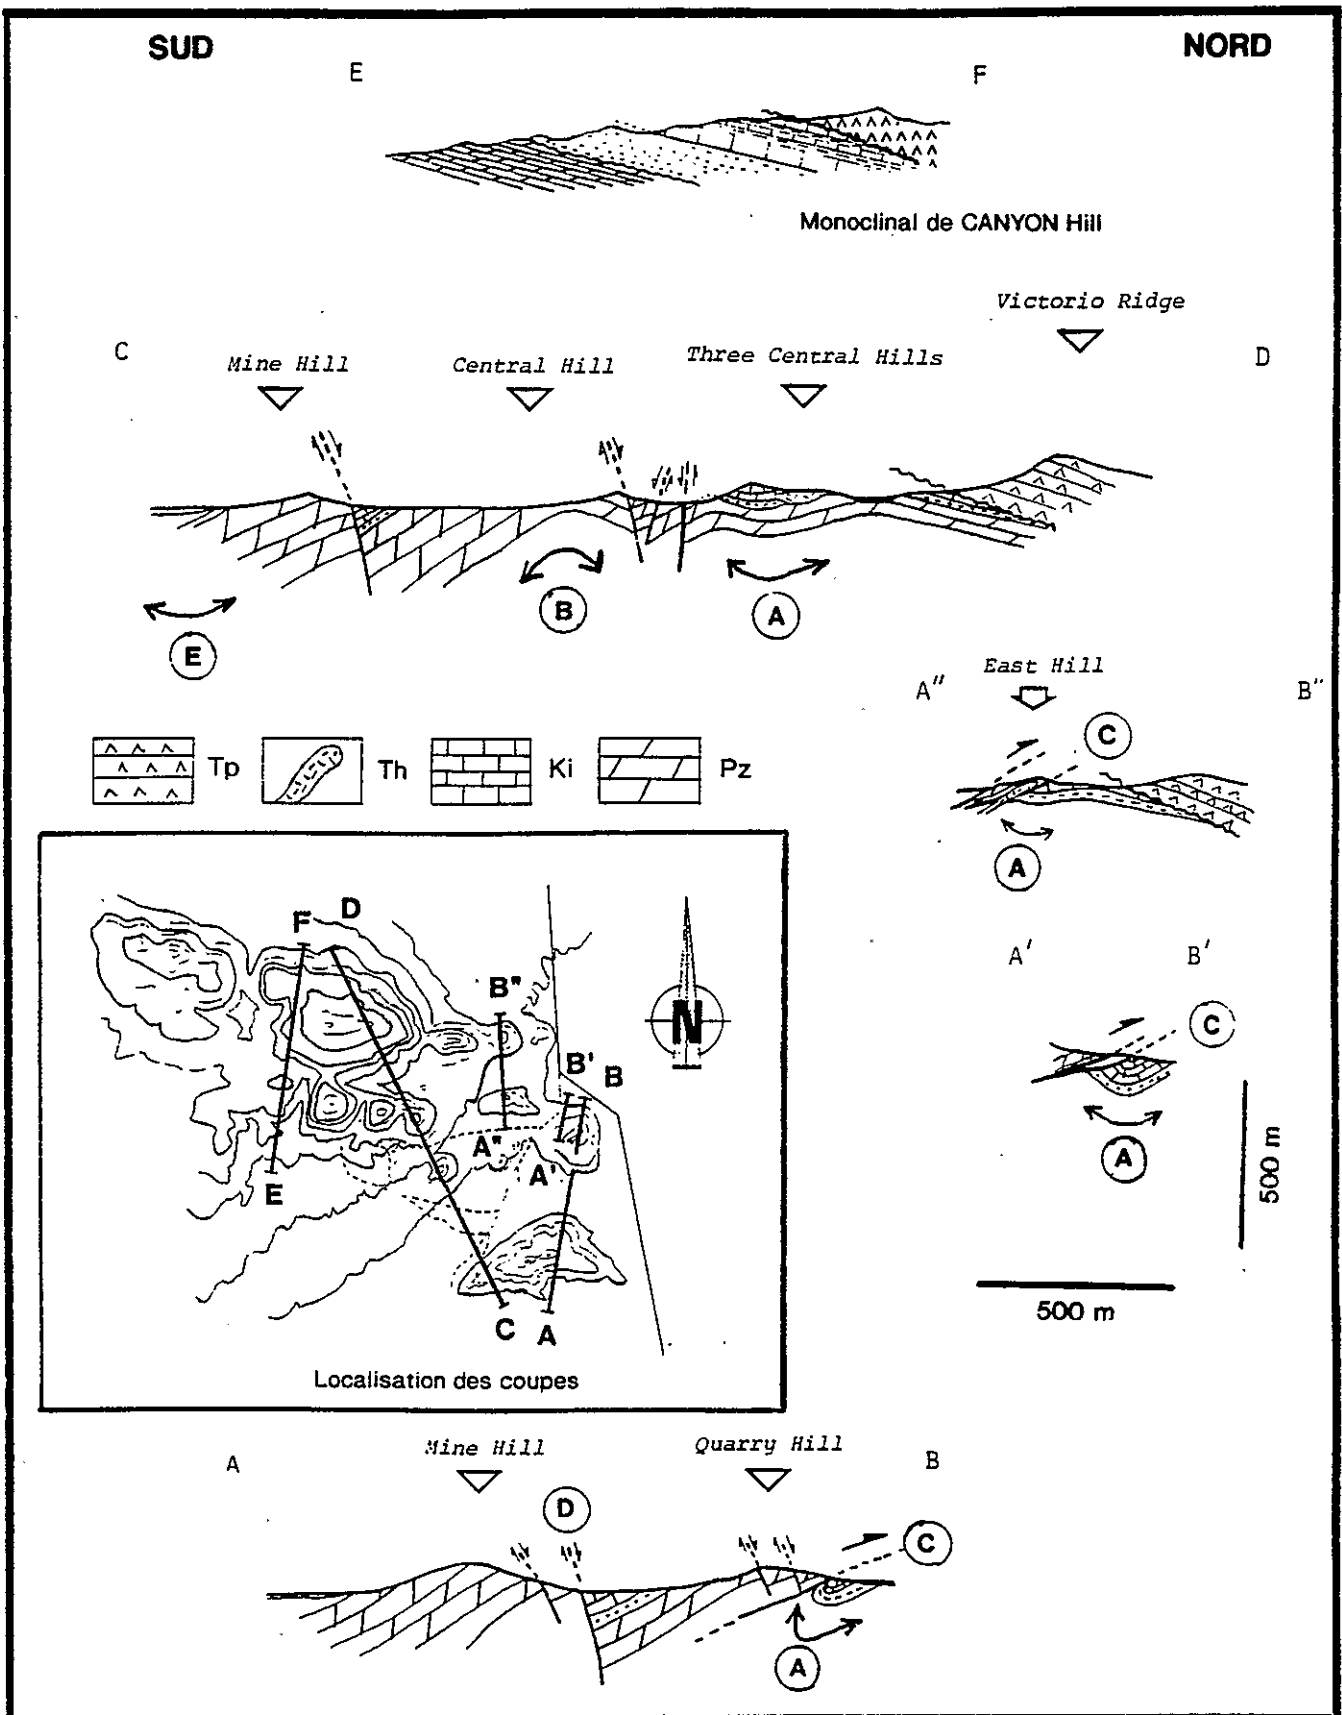 SUD
NORD
E
F
Monoclinal de CANYON Hill
Victorio Ridge
C
Mine Hill
Central Hill
Three Central Hills
D
E
B
A
East Hill
A"
B"
C
A
Tp
Th
Ki
Pz
A'
B'
C
A
500 m
500 m
F
D
B"
N
B'
B
A"
A'
E
C
A
Localisation des coupes
A
Mine Hill
Quarry Hill
B
D
C
A